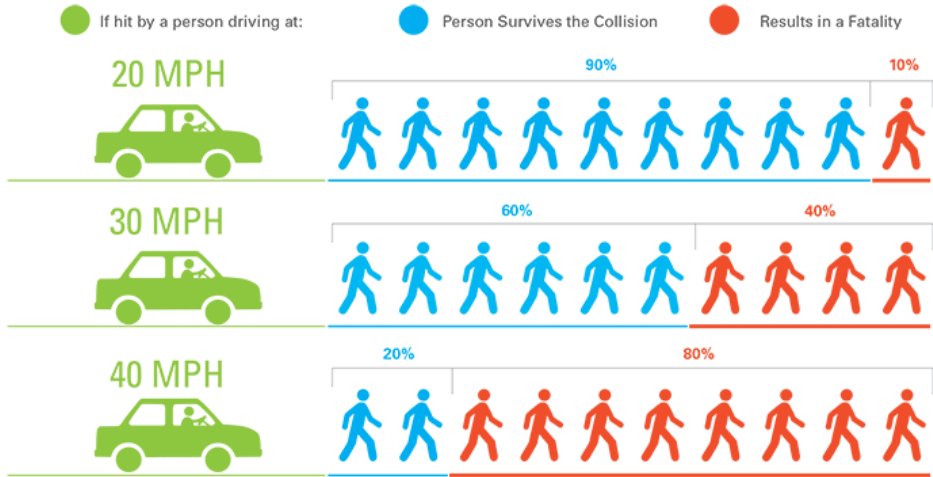 If hit by a person driving at: Person Survives the Collision Results in a Fatality
20 MPH 90% 10%
30 MPH 60% 40%
40 MPH 20% 80%